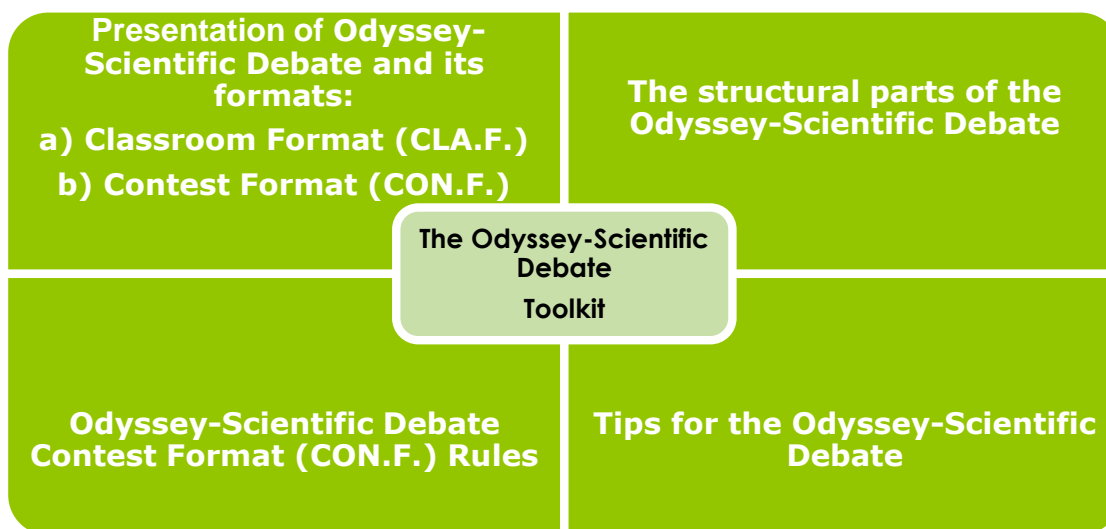 Presentation of Odyssey-
Scientific Debate and its
formats:
a) Classroom Format (CLA.F.)
b) Contest Format (CON.F.)
The structural parts of the
Odyssey-Scientific Debate
The Odyssey-Scientific
Debate
Toolkit
Odyssey-Scientific Debate
Contest Format (CON.F.) Rules
Tips for the Odyssey-Scientific
Debate